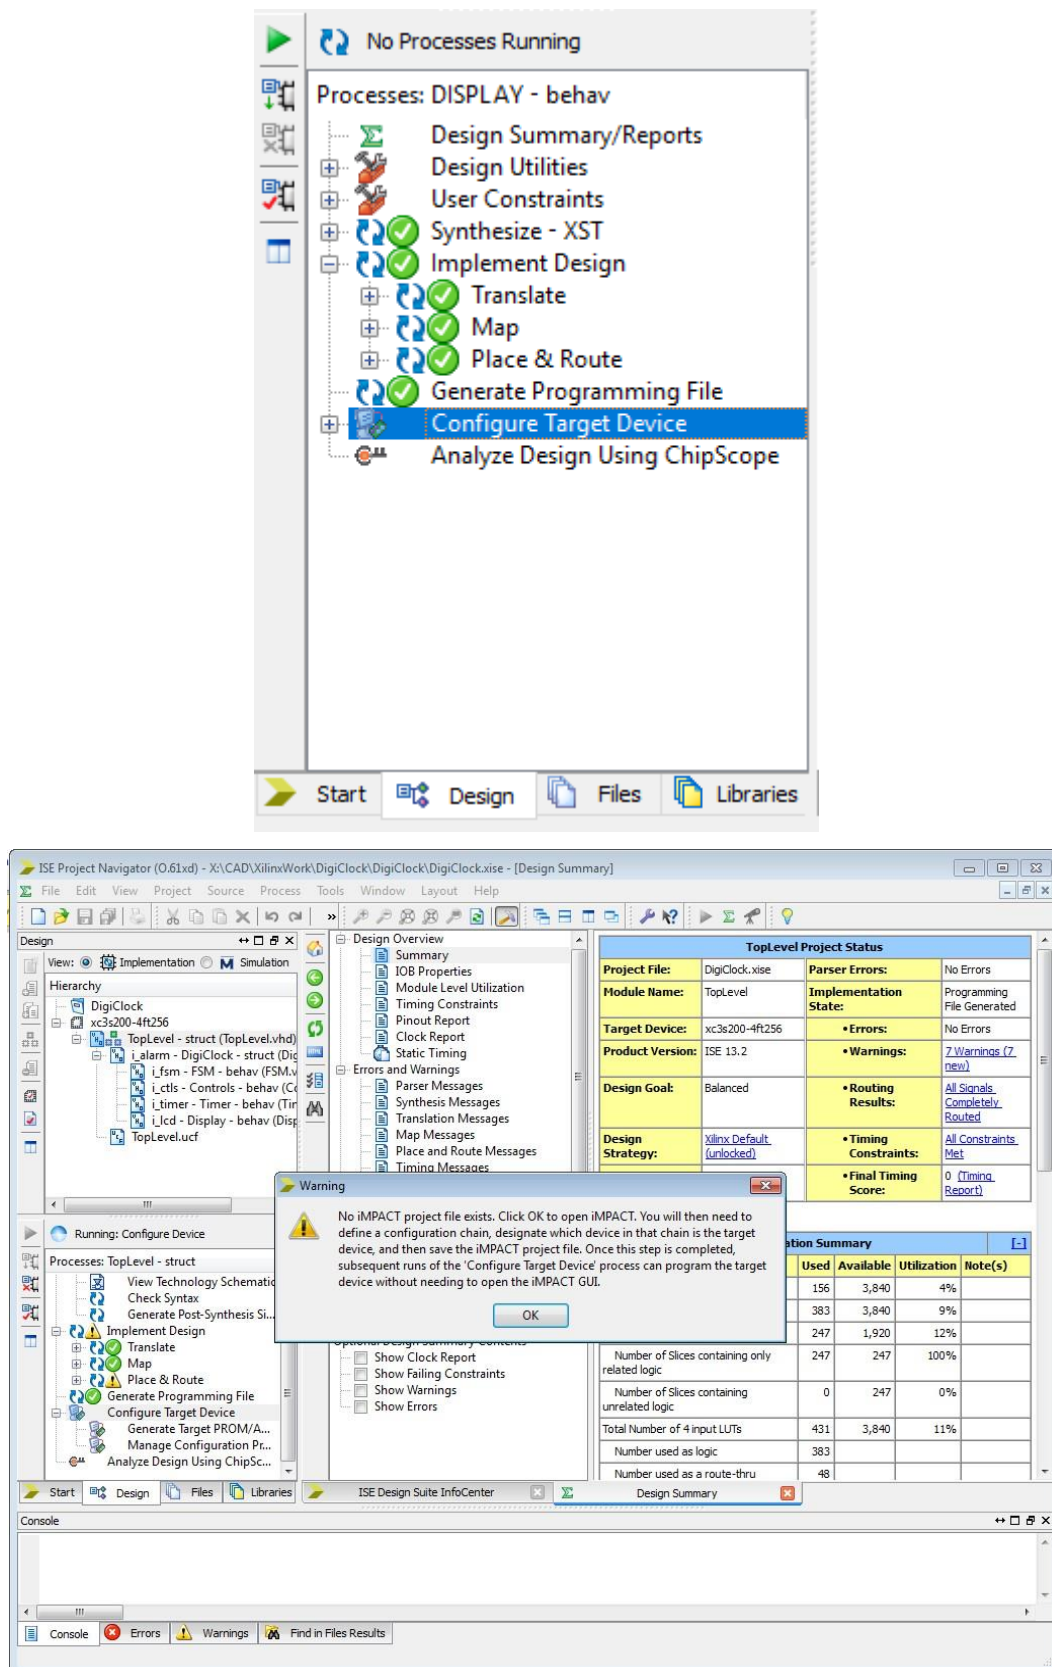 No Processes Running
Processes: DISPLAY - behav
Design Summary/Reports
Design Utilities
User Constraints
Synthesize - XST
Implement Design
Translate
Map
Place & Route
Generate Programming File
Configure Target Device
Analyze Design Using ChipScope
Start Design Files Libraries
ISE Project Navigator (O.61xd) - X:\CAD\XilinxWork\DigiClock\DigiClock\DigiClock.xise - [Design Summary]
File Edit View Project Source Process Tools Window Layout Help
Design
View: Implementation Simulation
Hierarchy
DigiClock
xc3s200-4ft256
TopLevel - struct (TopLevel.vhd)
i_alarm - DigiClock - struct (Dig
i_fsm - FSM - behav (FSM.v
i_ctls - Controls - behav (Co
i_timer - Timer - behav (Tir
i_lcd - Display - behav (Disp
TopLevel.ucf
Running: Configure Device
Processes: TopLevel - struct
View Technology Schematic
Check Syntax
Generate Post-Synthesis Si...
Implement Design
Translate
Map
Place & Route
Generate Programming File
Configure Target Device
Generate Target PROM/A...
Manage Configuration Pr...
Analyze Design Using ChipSc...
Start Design Files Libraries
Design Overview
Summary
IOB Properties
Module Level Utilization
Timing Constraints
Pinout Report
Clock Report
Static Timing
Errors and Warnings
Parser Messages
Synthesis Messages
Translation Messages
Map Messages
Place and Route Messages
Timing Messages
Optional Design Summary Contents
Show Clock Report
Show Failing Constraints
Show Warnings
Show Errors
TopLevel Project Status
Project File: DigiClock.xise Parser Errors: No Errors
Module Name: TopLevel Implementation State: Programming File Generated
Target Device: xc3s200-4ft256 •Errors: No Errors
Product Version: ISE 13.2 •Warnings: 7 Warnings (7 new)
Design Goal: Balanced •Routing Results: All Signals Completely Routed
Design Strategy: Xilinx Default (unlocked) •Timing Constraints: All Constraints Met
•Final Timing Score: 0 (Timing Report)
Warning
No iMPACT project file exists. Click OK to open iMPACT. You will then need to
define a configuration chain, designate which device in that chain is the target
device, and then save the iMPACT project file. Once this step is completed,
subsequent runs of the 'Configure Target Device' process can program the target
device without needing to open the iMPACT GUI.
OK
ation Summary [-]
Used Available Utilization Note(s)
156 3,840 4%
383 3,840 9%
247 1,920 12%
Number of Slices containing only related logic 247 247 100%
Number of Slices containing unrelated logic 0 247 0%
Total Number of 4 input LUTs 431 3,840 11%
Number used as logic 383
Number used as a route-thru 48
ISE Design Suite InfoCenter Design Summary
Console
Console Errors Warnings Find in Files Results